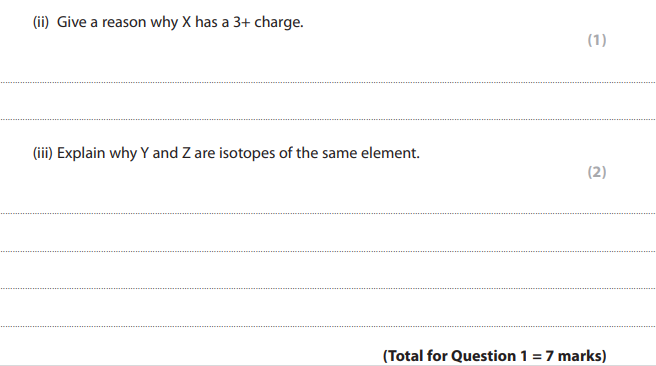 (ii) Give a reason why X has a 3+ charge.
(1)
(iii) Explain why Y and Z are isotopes of the same element.
(2)
(Total for Question 1 = 7 marks)